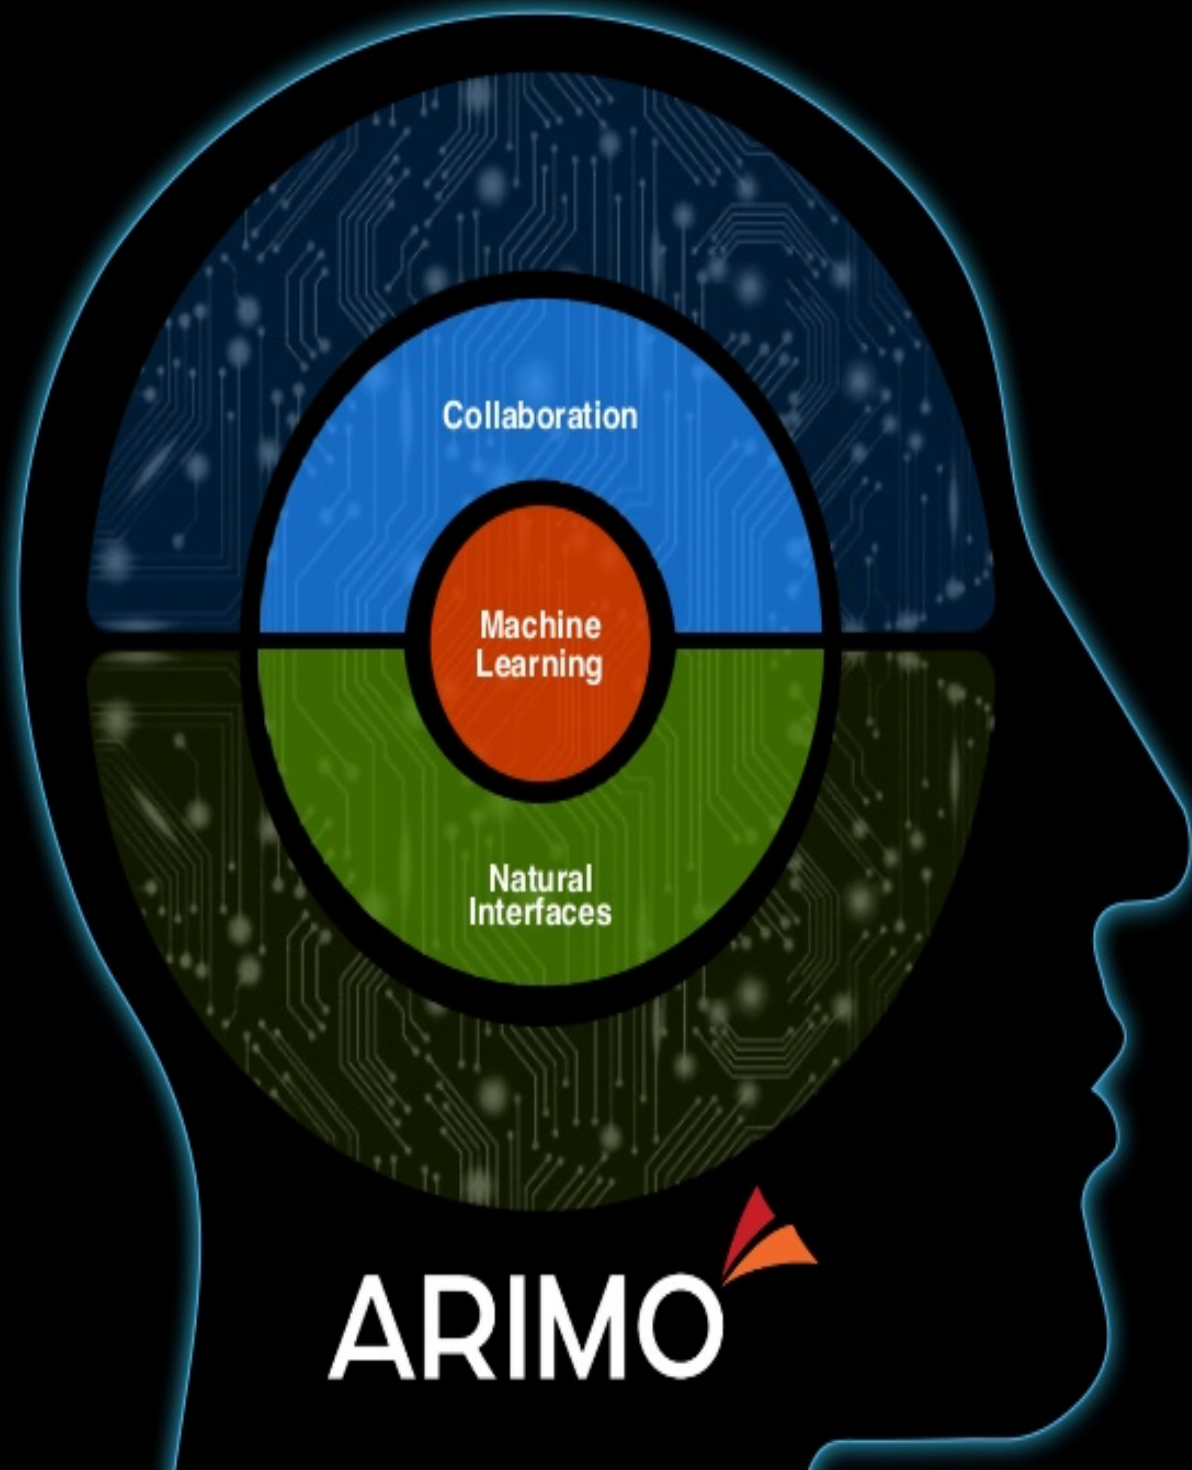 Collaboration
Machine
Learning
Natural
Interfaces
ARIMO